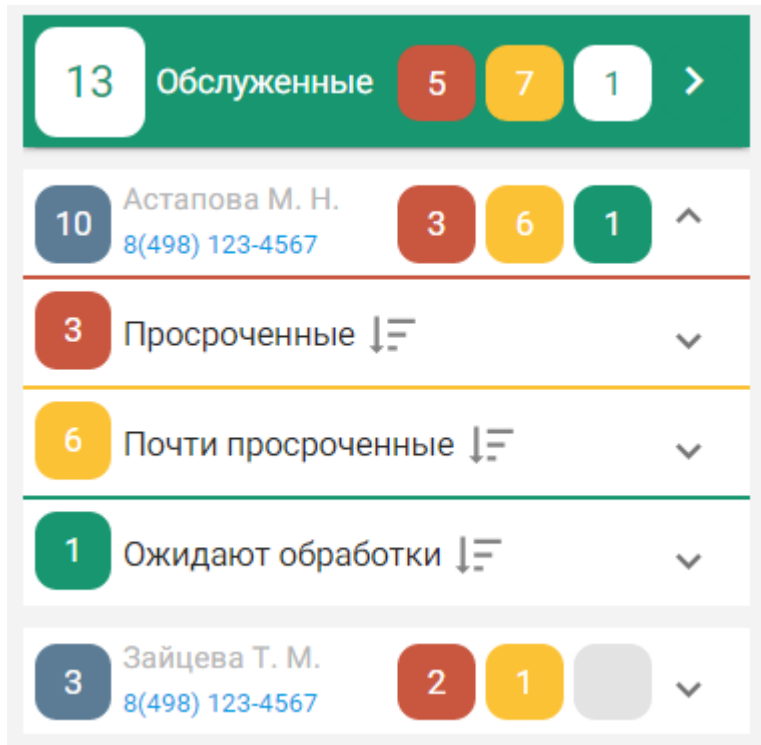 13 Обслуженные 5 7 1
10 Астапова М. Н. 3 6 1
8(498) 123-4567
3 Просроченные
6 Почти просроченные
1 Ожидают обработки
3 Зайцева Т. М. 2 1
8(498) 123-4567